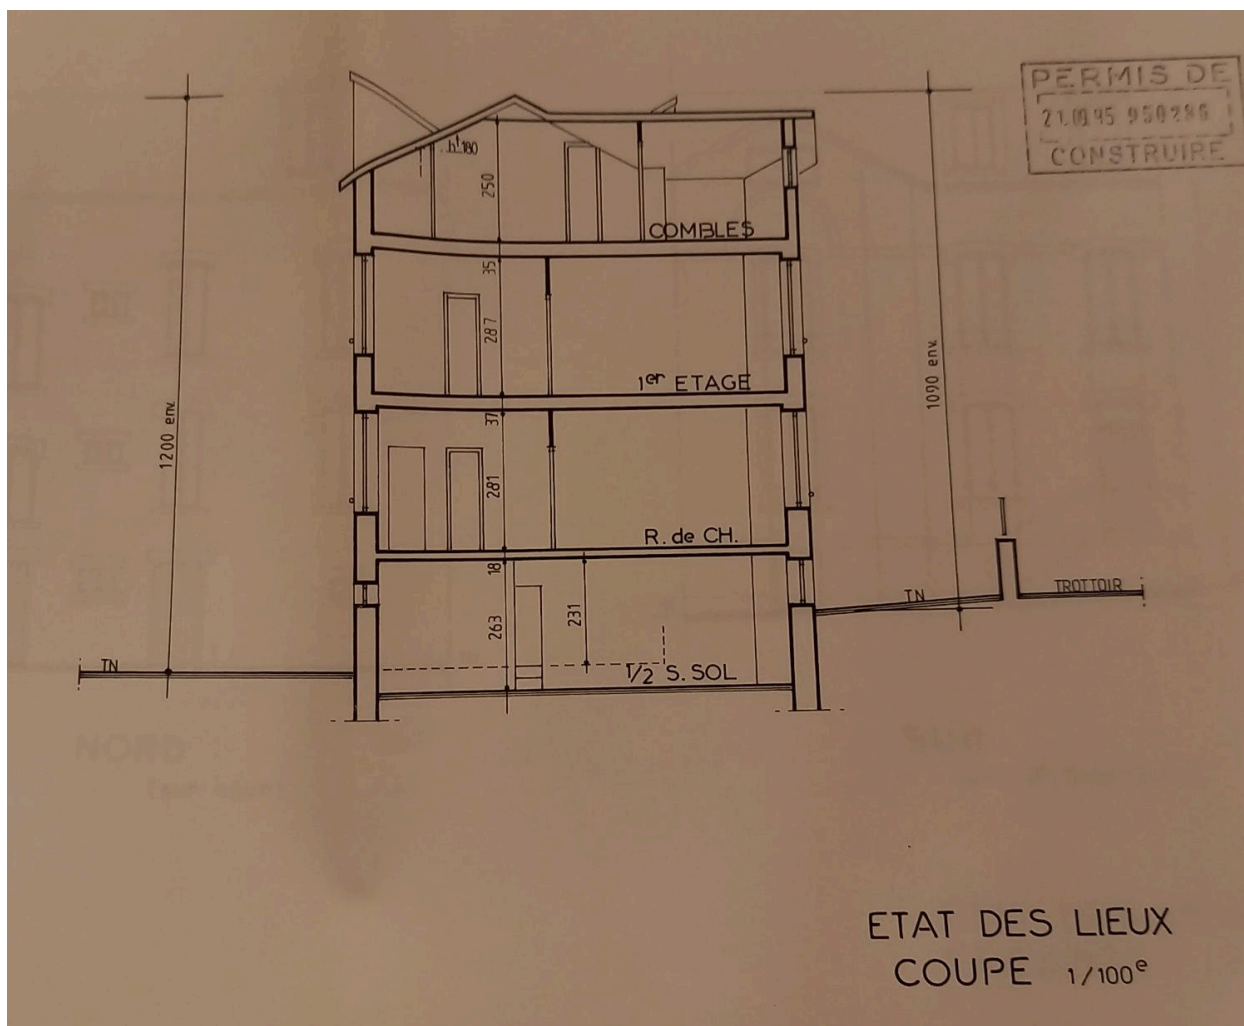 PERMIS DE
21.09.95 950286
CONSTRUIRE
h 180
250
COMBLES
35
287
1er ETAGE
1200 env.
1090 env.
37
281
R. de CH.
18
263
231
1/2 S. SOL
TN
TN
TROTTOIR
NORD
ETAT DES LIEUX
COUPE 1/100e